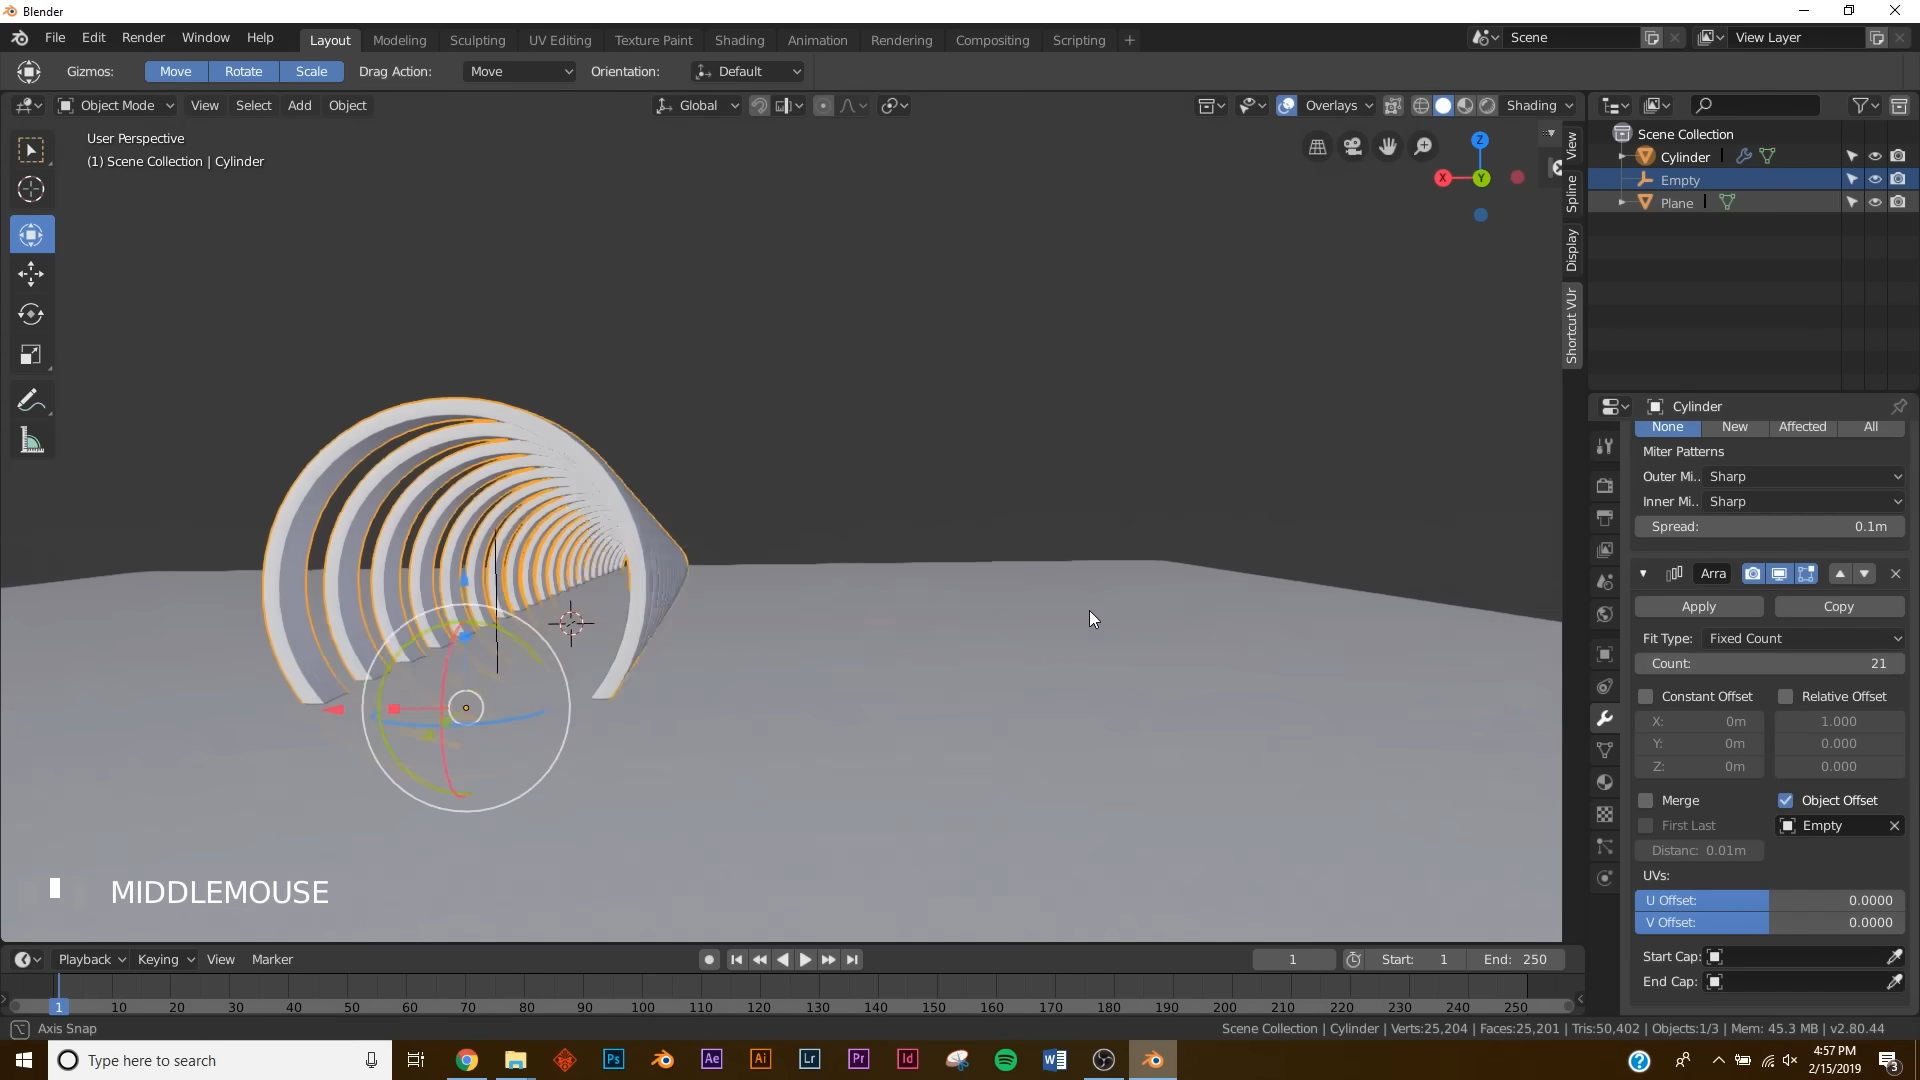 Blender
File Edit Render Window Help Layout Modeling Sculpting UV Editing Texture Paint Shading Animation Rendering Compositing Scripting + Scene View Layer
Gizmos: Move Rotate Scale Drag Action: Move Orientation: Default
Object Mode View Select Add Object Global Overlays Shading
User Perspective
(1) Scene Collection | Cylinder
Z
X
Y
View
Spline
Display
Shortcut VUr
Scene Collection
Cylinder
Empty
Plane
Cylinder
None New Affected All
Miter Patterns
Outer Mi.. Sharp
Inner Mi.. Sharp
Spread: 0.1m
Arra
Apply Copy
Fit Type: Fixed Count
Count: 21
Constant Offset Relative Offset
X: 0m 1.000
Y: 0m 0.000
Z: 0m 0.000
Merge Object Offset
First Last Empty
Distanc: 0.01m
UVs:
U Offset: 0.0000
V Offset: 0.0000
Start Cap:
End Cap:
MIDDLEMOUSE
Playback Keying View Marker 1 Start: 1 End: 250
1 10 20 30 40 50 60 70 80 90 100 110 120 130 140 150 160 170 180 190 200 210 220 230 240 250
Axis Snap Scene Collection | Cylinder | Verts:25,204 | Faces:25,201 | Tris:50,402 | Objects:1/3 | Mem: 45.3 MB | v2.80.44
Type here to search Ps Ae Ai Lr Pr Id W
4:57 PM
2/15/2019
3